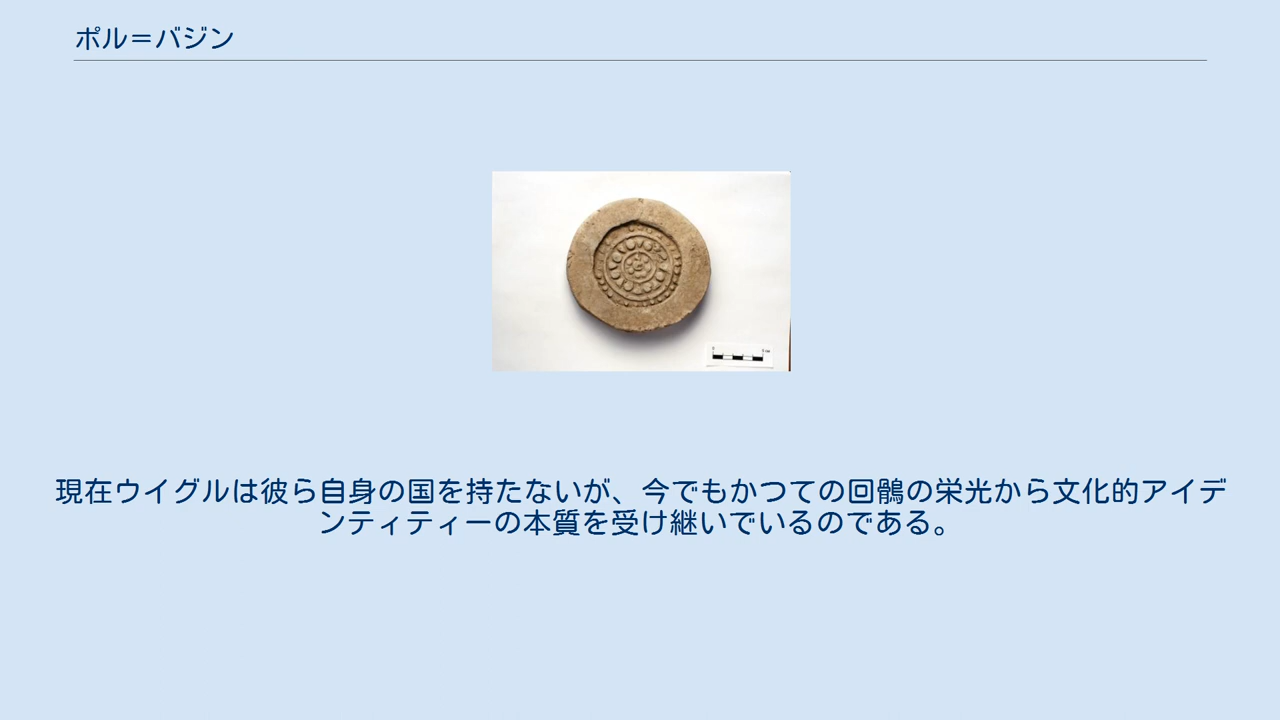 ポル＝バジン
現在ウイグルは彼ら自身の国を持たないが、今でもかつての回鶻の栄光から文化的アイデ
ンティティーの本質を受け継いでいるのである。